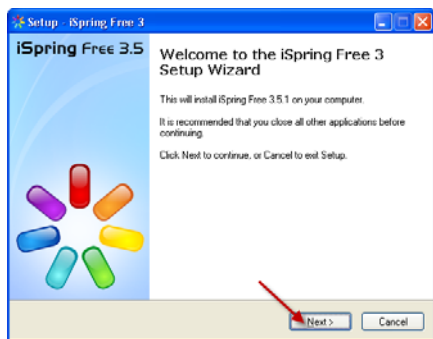 Setup - iSpring Free 3
iSpring Free 3.5
Welcome to the iSpring Free 3
Setup Wizard
This will install iSpring Free 3.5.1 on your computer.
It is recommended that you close all other applications before
continuing.
Click Next to continue, or Cancel to exit Setup.
Next >
Cancel